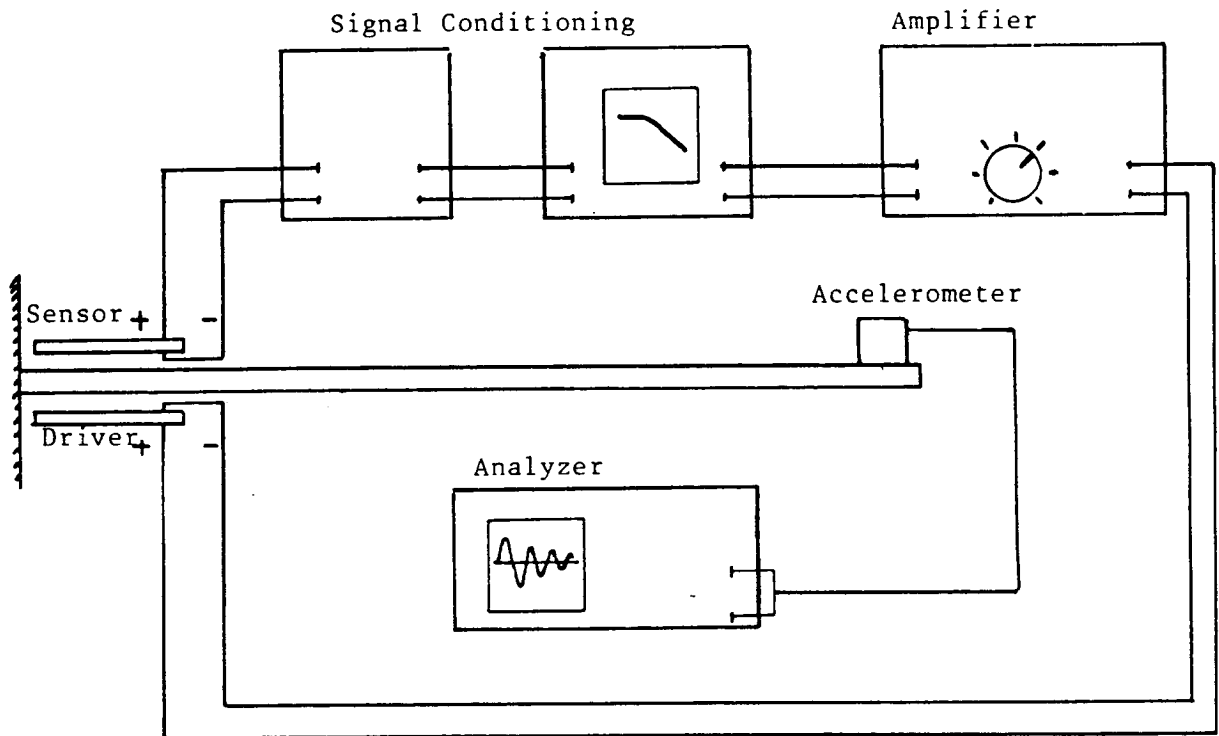 Signal Conditioning
Amplifier
Sensor + -
Accelerometer
Driver + -
Analyzer